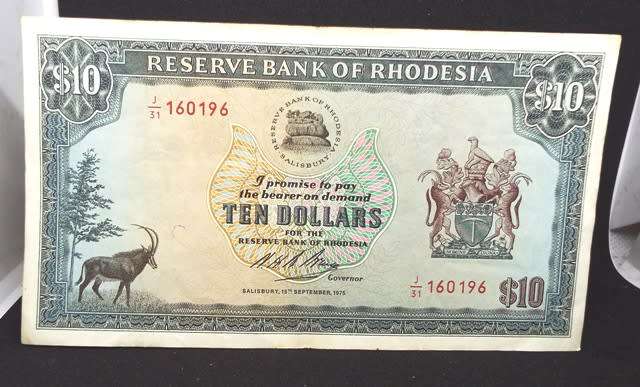 $10
RESERVE BANK OF RHODESIA
$10
J/31 160196
RESERVE BANK OF RHODESIA
SALISBURY
I promise to pay
the bearer on demand
TEN DOLLARS
FOR THE
RESERVE BANK OF RHODESIA
Governor
SALISBURY, 15TH SEPTEMBER, 1975
J/31 160196
$10